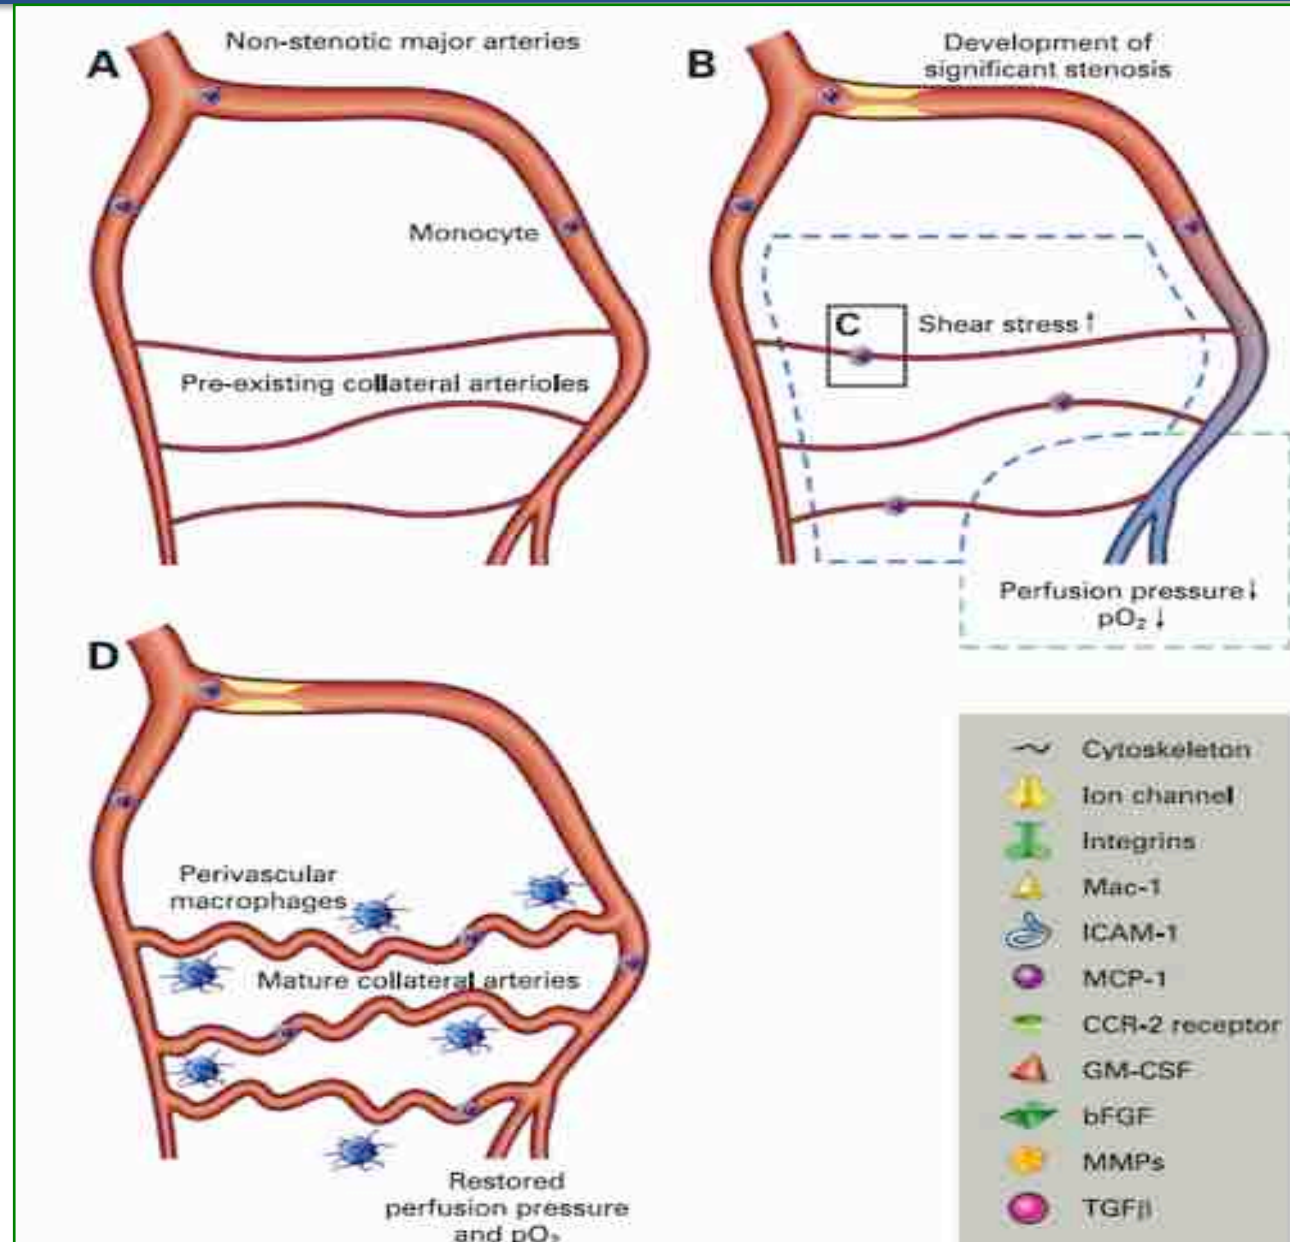 A
Non-stenotic major arteries
Monocyte
Pre-existing collateral arterioles
B
Development of
significant stenosis
C
Shear stress↑
Perfusion pressure↓
pO₂ ↓
D
Perivascular
macrophages
Mature collateral arteries
Restored
perfusion pressure
and pO₂
Cytoskeleton
Ion channel
Integrins
Mac-1
ICAM-1
MCP-1
CCR-2 receptor
GM-CSF
bFGF
MMPs
TGFβ